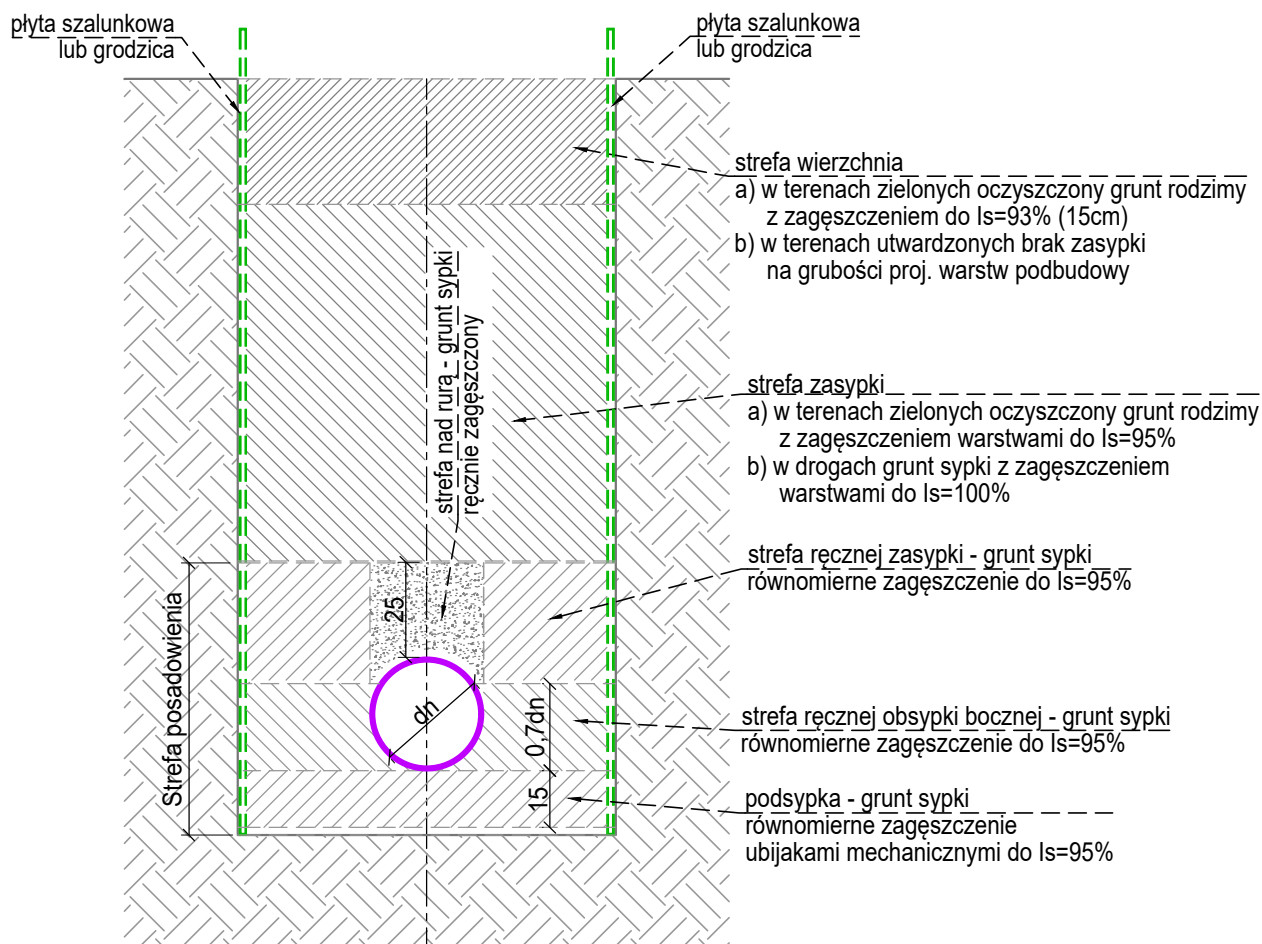 płyta szalunkowa
lub grodzica
płyta szalunkowa
lub grodzica
strefa wierzchnia
a) w terenach zielonych oczyszczony grunt rodzimy
z zagęszczeniem do Is=93% (15cm)
b) w terenach utwardzonych brak zasypki
na grubości proj. warstw podbudowy
strefa nad rurą - grunt sypki
ręcznie zagęszczony
strefa zasypki
a) w terenach zielonych oczyszczony grunt rodzimy
z zagęszczeniem warstwami do Is=95%
b) w drogach grunt sypki z zagęszczeniem
warstwami do Is=100%
strefa ręcznej zasypki - grunt sypki
równomierne zagęszczenie do Is=95%
Strefa posadowienia
25
dn
0,7dn
15
strefa ręcznej obsypki bocznej - grunt sypki
równomierne zagęszczenie do Is=95%
podsypka - grunt sypki
równomierne zagęszczenie
ubijakami mechanicznymi do Is=95%